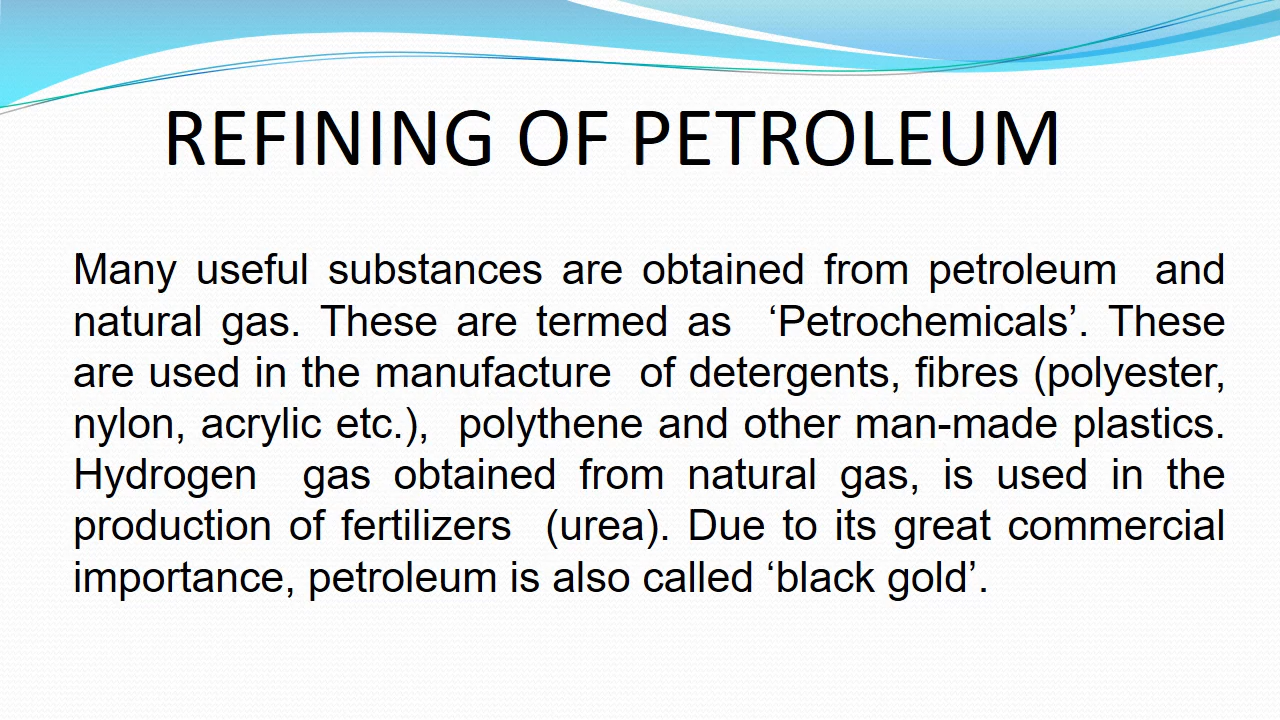 REFINING OF PETROLEUM
Many useful substances are obtained from petroleum and
natural gas. These are termed as ‘Petrochemicals’. These
are used in the manufacture of detergents, fibres (polyester,
nylon, acrylic etc.), polythene and other man-made plastics.
Hydrogen gas obtained from natural gas, is used in the
production of fertilizers (urea). Due to its great commercial
importance, petroleum is also called ‘black gold’.